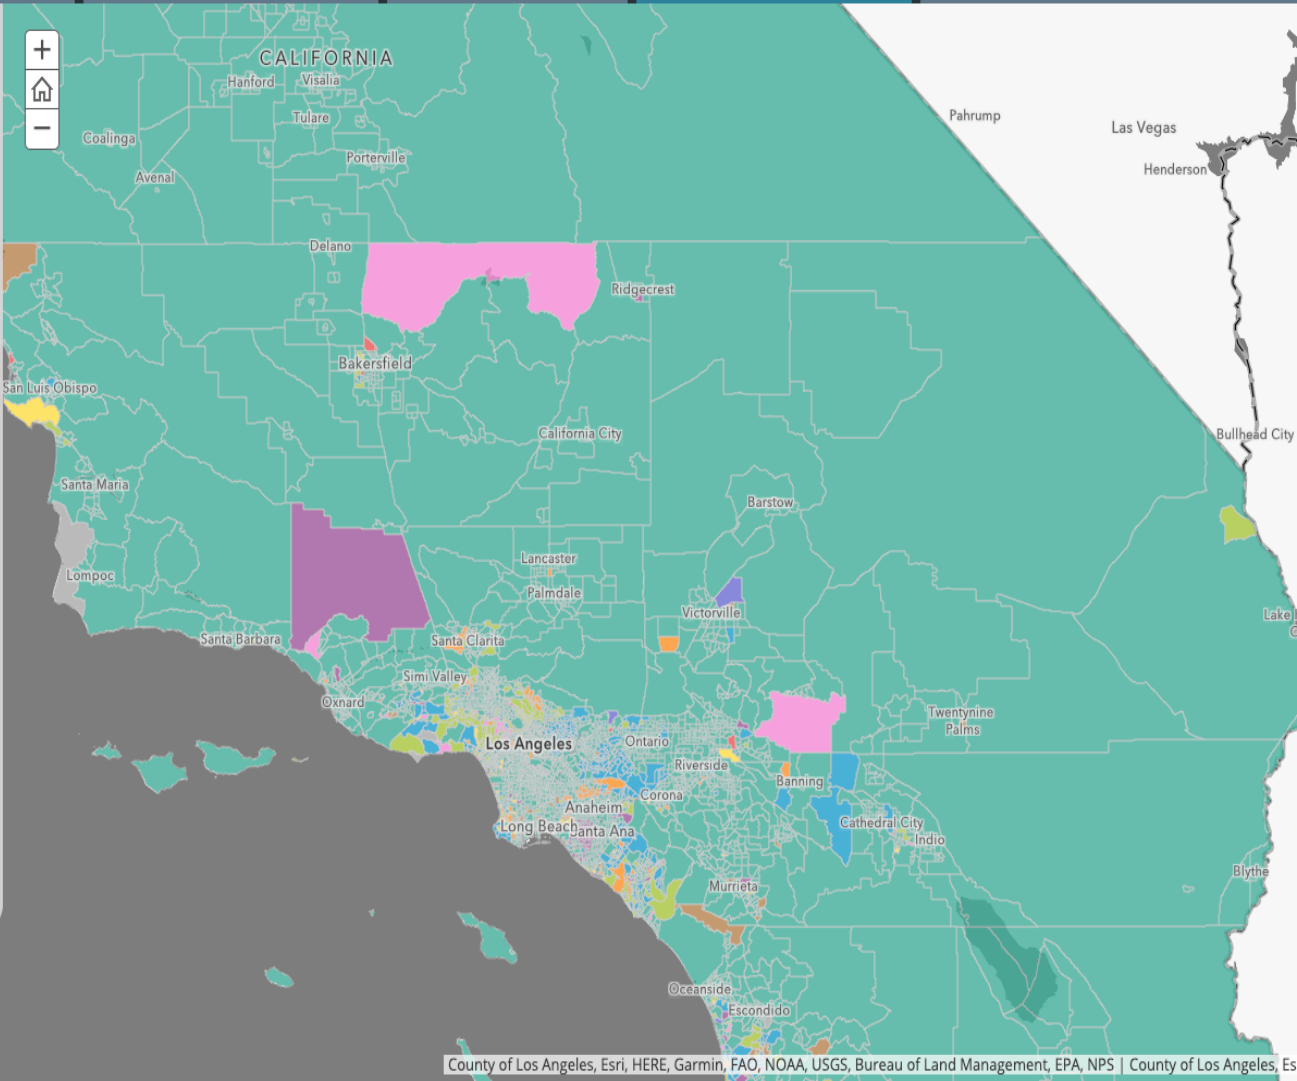 +
−
CALIFORNIA
Hanford
Visalia
Tulare
Coalinga
Porterville
Avenal
Pahrump
Las Vegas
Henderson
Delano
Ridgecrest
Bakersfield
San Luis Obispo
California City
Bullhead City
Santa Maria
Barstow
Lancaster
Lompoc
Palmdale
Victorville
Lake
Santa Barbara
Santa Clarita
Simi Valley
Oxnard
Twentynine
Palms
Los Angeles
Ontario
Riverside
Banning
Corona
Anaheim
Cathedral City
Long Beach
Santa Ana
Indio
Blythe
Murrieta
Oceanside
Escondido
County of Los Angeles, Esri, HERE, Garmin, FAO, NOAA, USGS, Bureau of Land Management, EPA, NPS | County of Los Angeles, Es